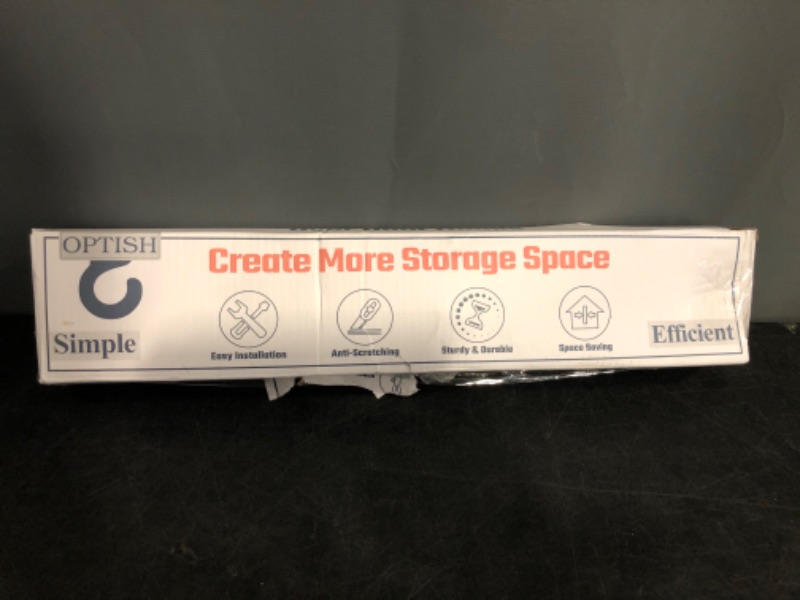 OPTISH
Create More Storage Space
Simple
Easy Installation
Anti-Scratching
Sturdy & Durable
Space Saving
Efficient